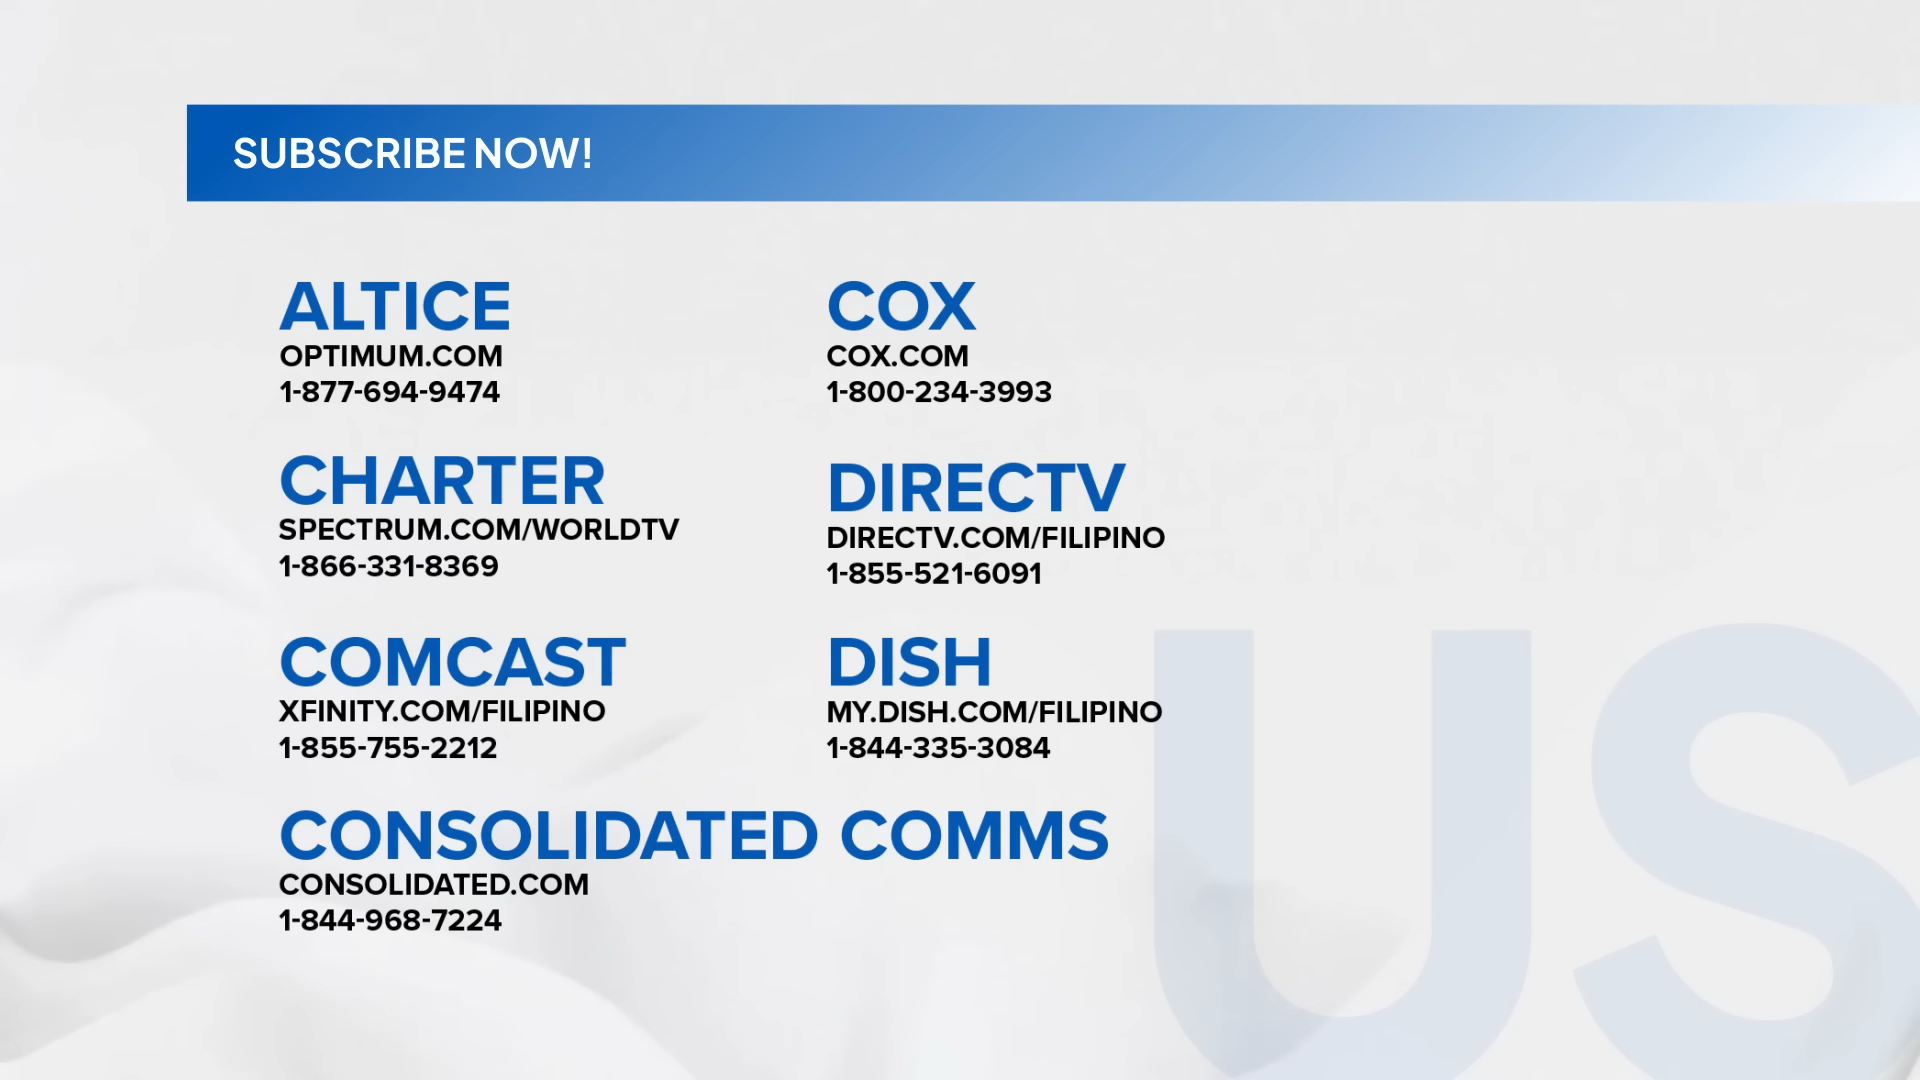 SUBSCRIBE NOW!
ALTICE
OPTIMUM.COM
1-877-694-9474
CHARTER
SPECTRUM.COM/WORLDTV
1-866-331-8369
COMCAST
XFINITY.COM/FILIPINO
1-855-755-2212
CONSOLIDATED COMMS
CONSOLIDATED.COM
1-844-968-7224
COX
COX.COM
1-800-234-3993
DIRECTV
DIRECTV.COM/FILIPINO
1-855-521-6091
DISH
MY.DISH.COM/FILIPINO
1-844-335-3084
US